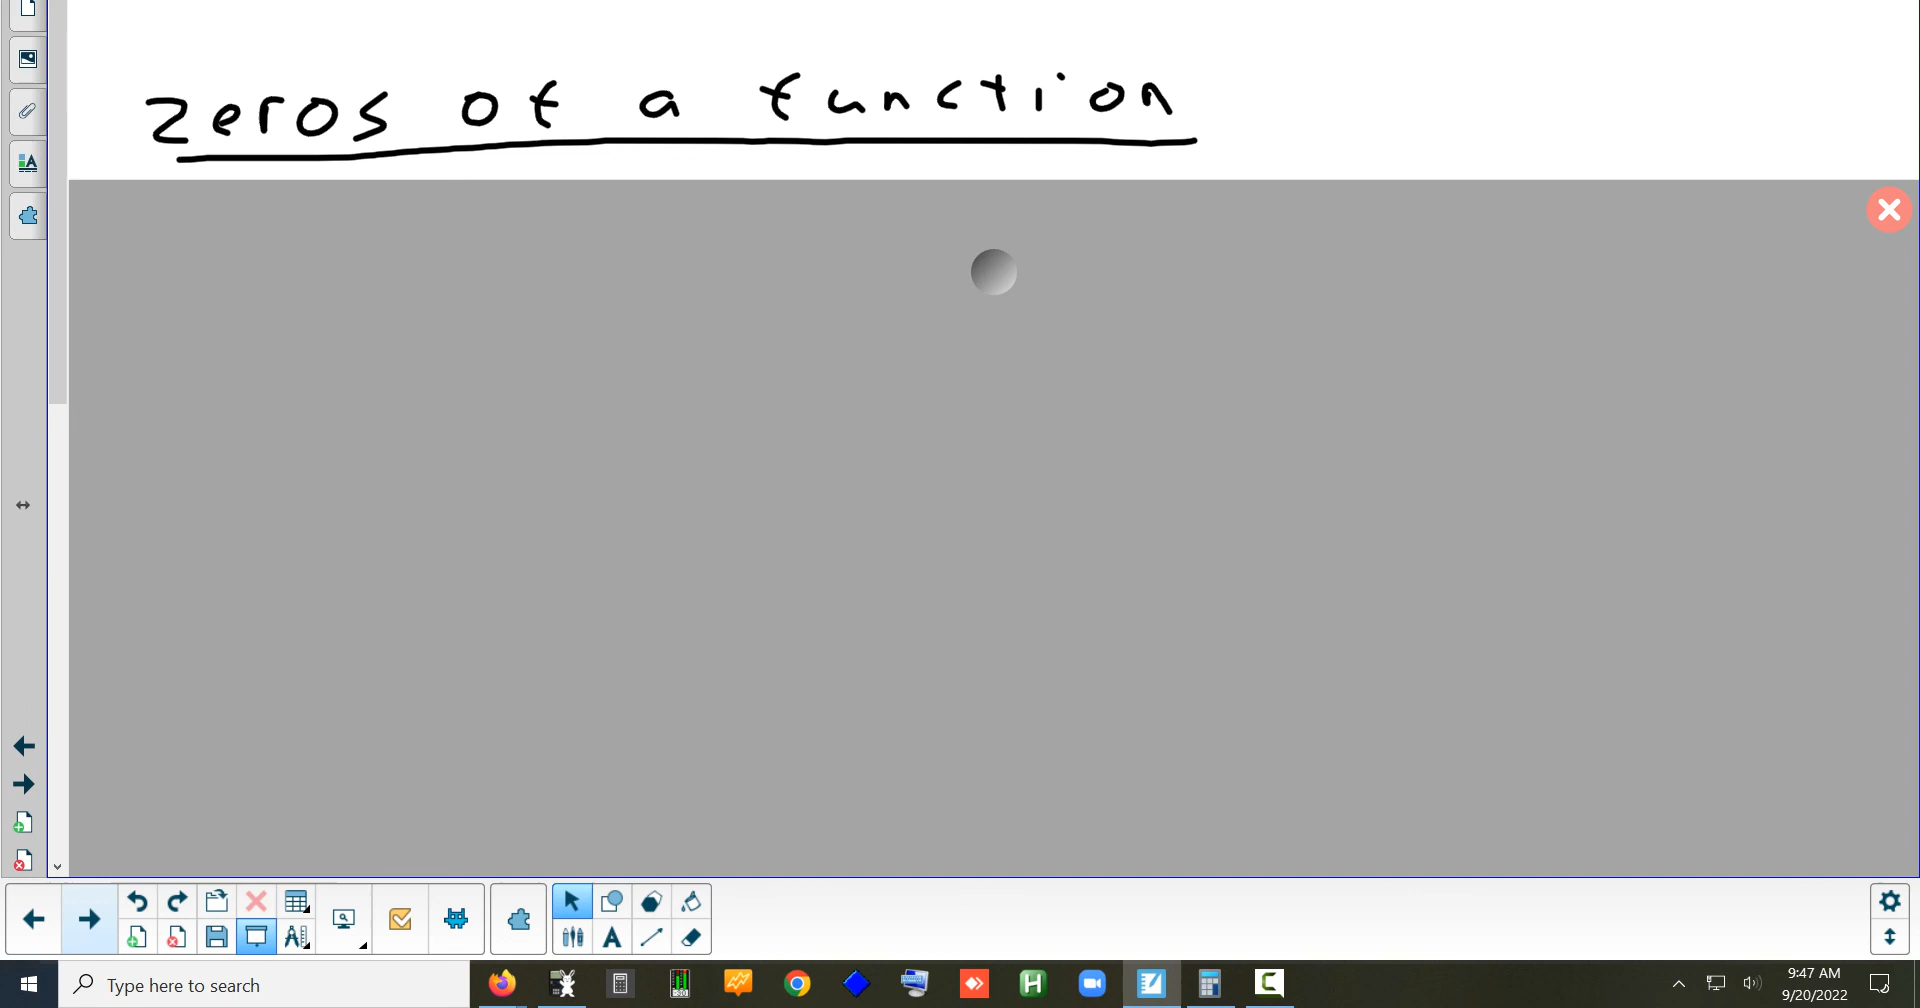 zeros of a function
Type here to search
9:47 AM
9/20/2022